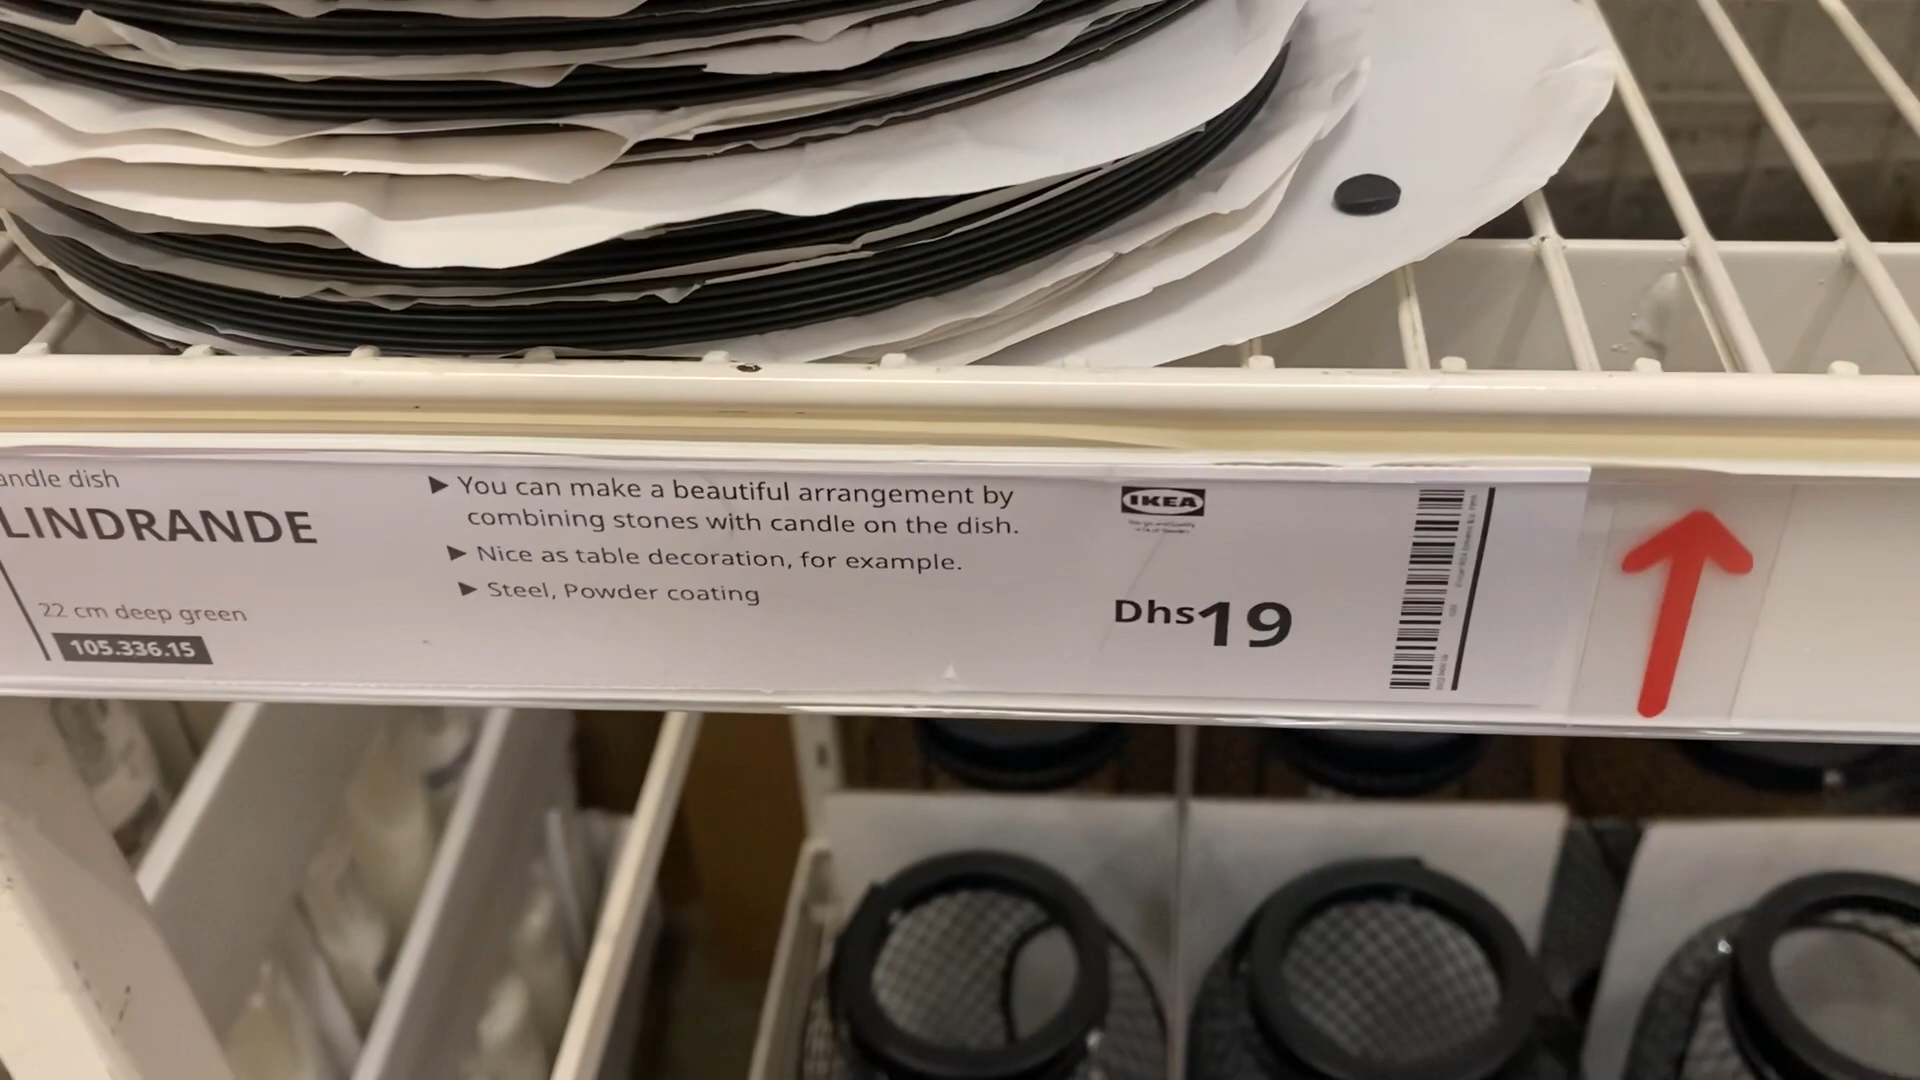 andle dish
LINDRANDE
22 cm deep green
105.336.15
▶ You can make a beautiful arrangement by
combining stones with candle on the dish.
▶ Nice as table decoration, for example.
▶ Steel, Powder coating
IKEA
Dhs19